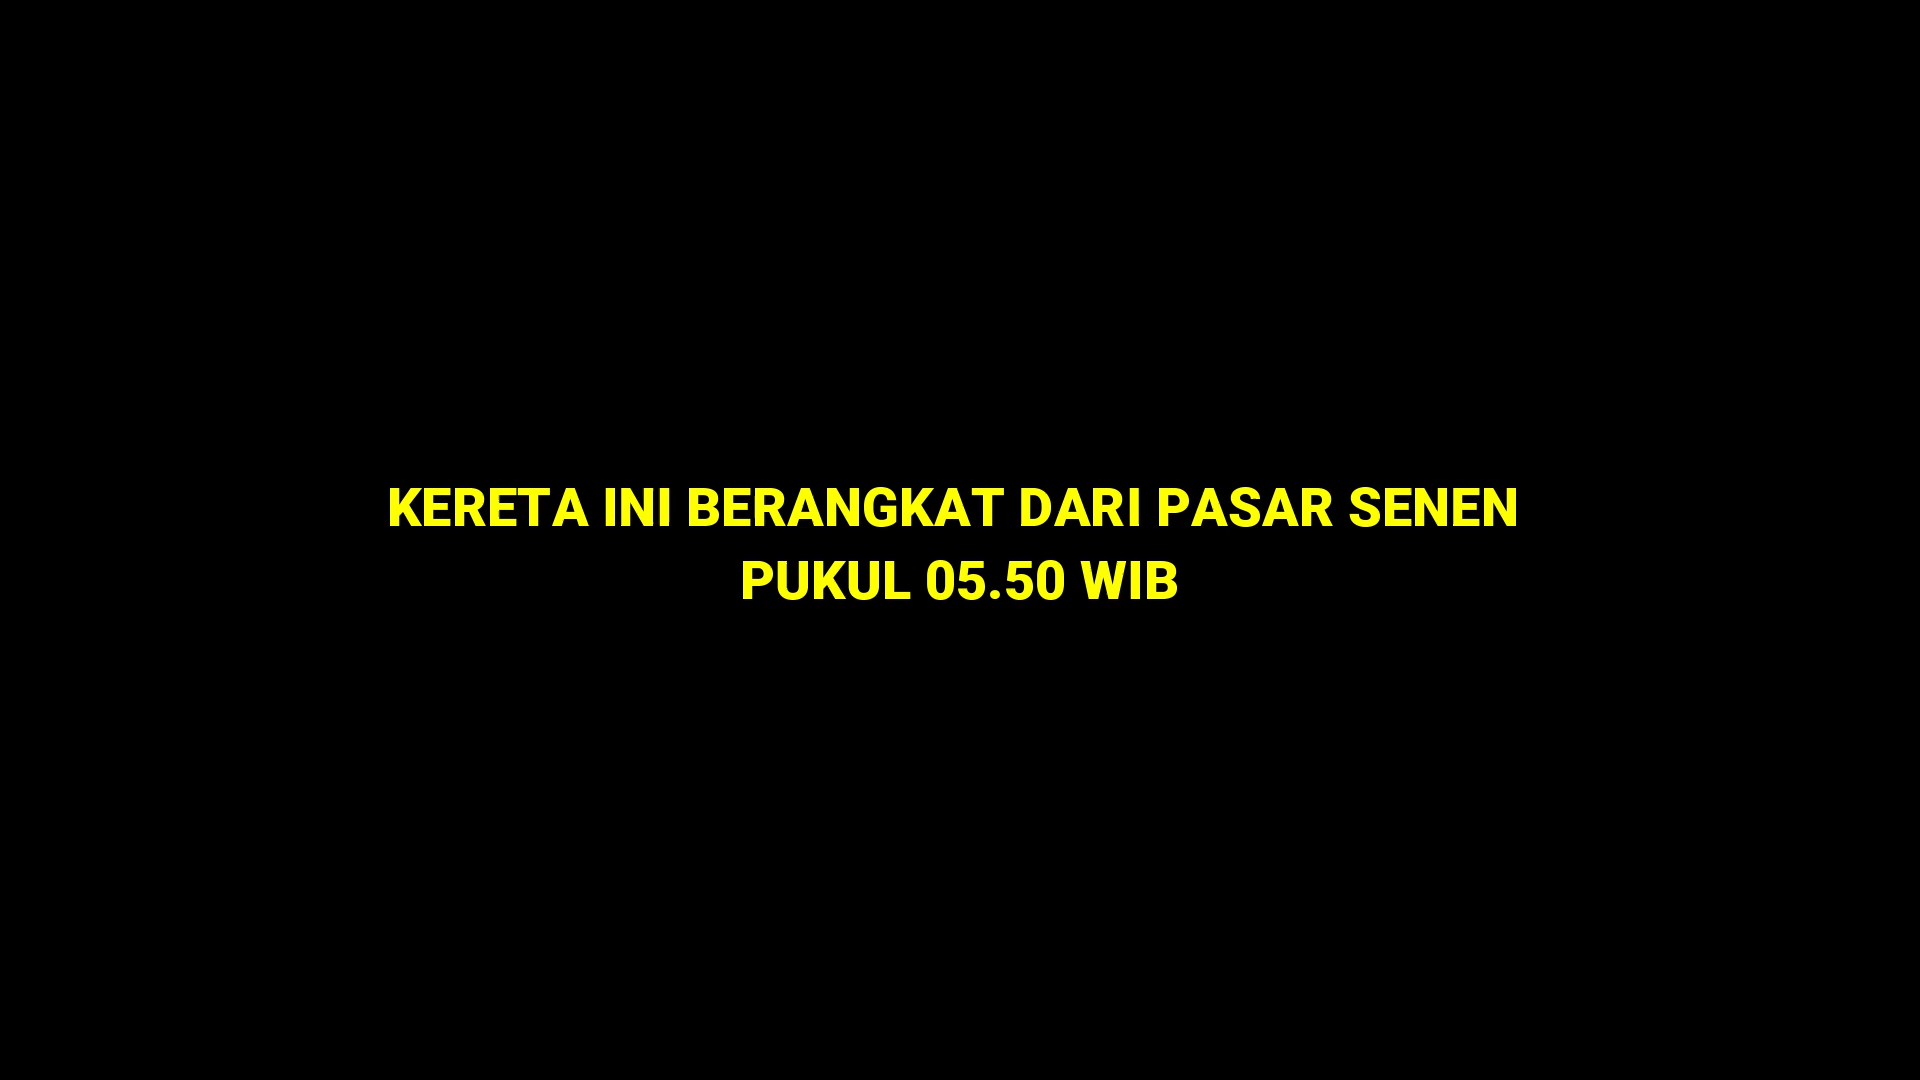 KERETA INI BERANGKAT DARI PASAR SENEN
PUKUL 05.50 WIB